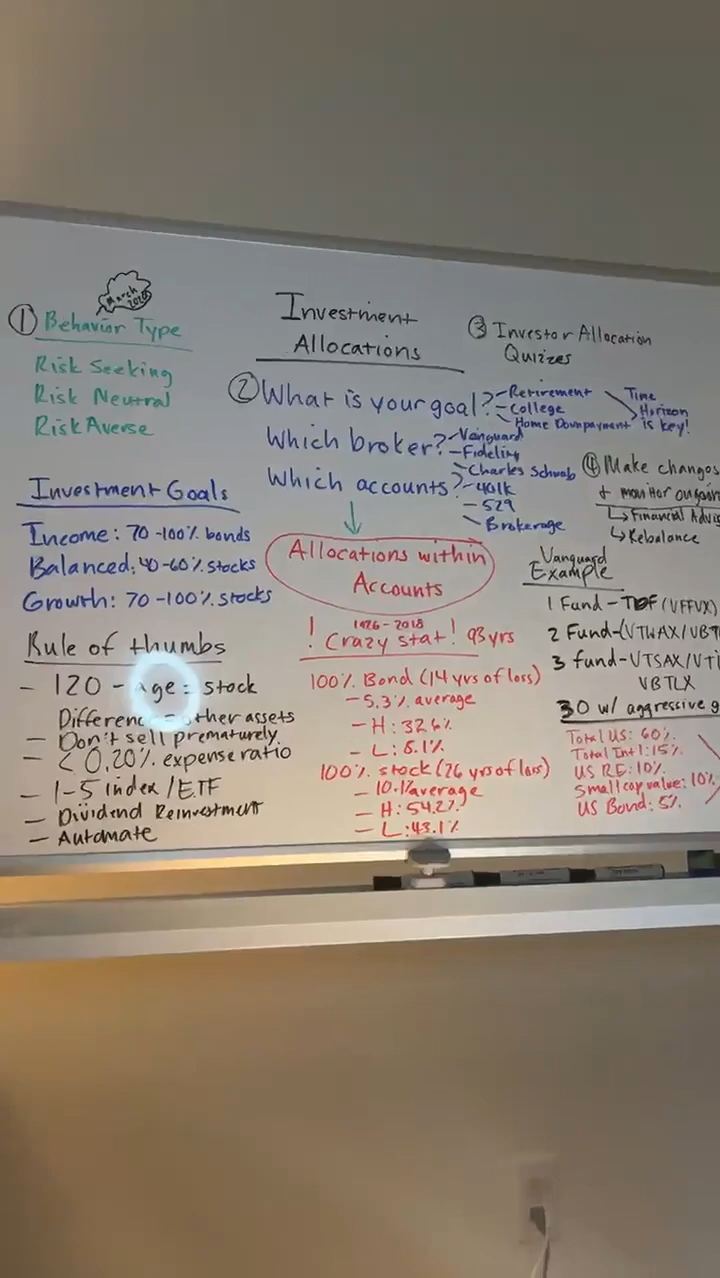 March 2020
① Behavior Type
Risk Seeking
Risk Neutral
Risk Averse
Investment Goals
Income: 70-100% bonds
Balanced: 40-60% stocks
Growth: 70-100% stocks
Rule of thumbs
- 120 - age = stock
Difference = other assets
- Don't sell prematurely
- < 0.20% expense ratio
- 1-5 index/ETF
- Dividend Reinvestment
- Automate
Investment
Allocations
② What is your goal?
- Retirement
- College
- Home Downpayment
Time
Horizon
is key!
Which broker?
- Vanguard
- Fidelity
- Charles Schwab
Which accounts?
- 401k
- 529
- Brokerage
Allocations within
Accounts
1926-2018
! Crazy stat! 93 yrs
100% Bond (14 yrs of loss)
- 5.3% average
- H: 32.6%
- L: 8.1%
100% stock (26 yrs of loss)
- 10.1% average
- H: 54.2%
- L: 43.1%
③ Investor Allocation
Quizes
④ Make changes
+ monitor
Financial
Rebalance
Vanguard
Example
1 Fund - TDF (VFFVX)
2 Fund - (VTWAX/
3 fund - VTSAX/
VBTLX
30 w/ aggressive
Total US: 60%
Total Int'l: 15%
US RE: 10%
Small cap value: 10%
US Bond: 5%